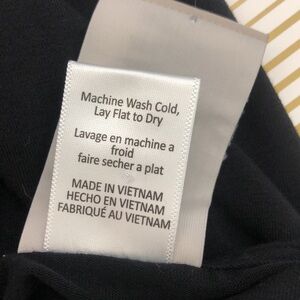 Machine Wash Cold,
Lay Flat to Dry
Lavage en machine a
froid
faire secher a plat
MADE IN VIETNAM
HECHO EN VIETNAM
FABRIQUÉ AU VIETNAM